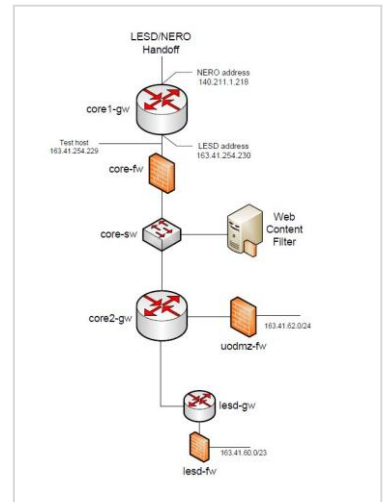 LESD/NERO
Handoff
NERO address
140.211.1.218
core1-gw
Test host
163.41.254.229
LESD address
163.41.254.230
core-fw
core-sw
Web
Content
Filter
core2-gw
163.41.62.0/24
uodmz-fw
lesd-gw
163.41.60.0/23
lesd-fw